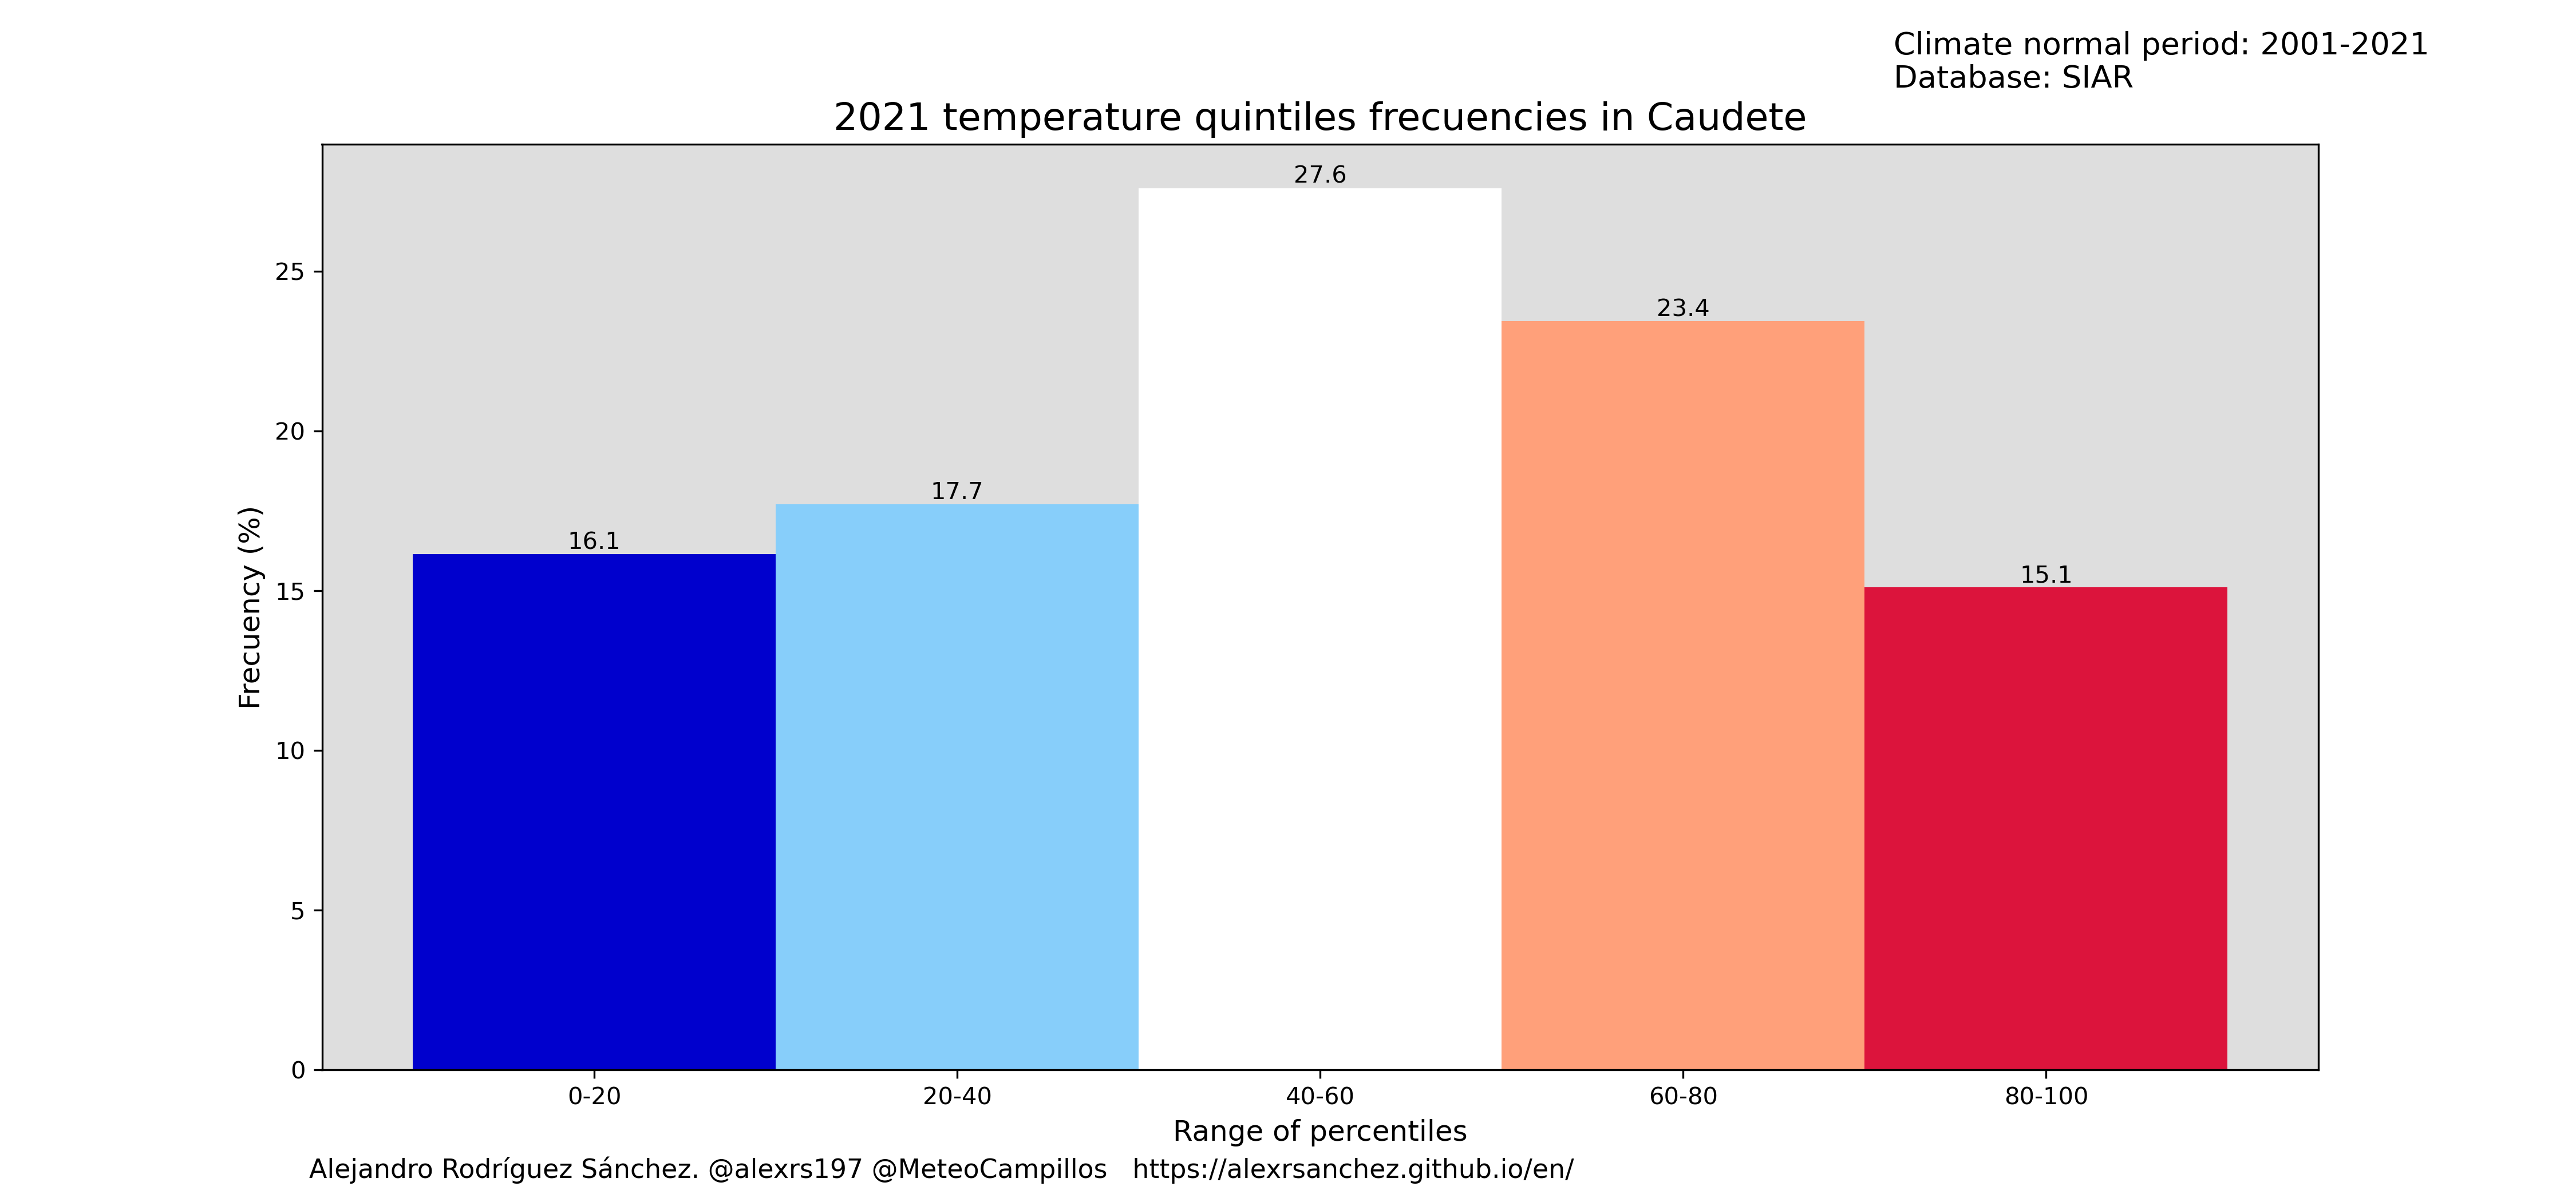 Climate normal period: 2001-2021
Database: SIAR
2021 temperature quintiles frecuencies in Caudete
27.6
23.4
17.7
16.1
15.1
25
20
15
10
5
0
Frecuency (%)
0-20 20-40 40-60 60-80 80-100
Range of percentiles
Alejandro Rodríguez Sánchez. @alexrs197 @MeteoCampillos https://alexrsanchez.github.io/en/